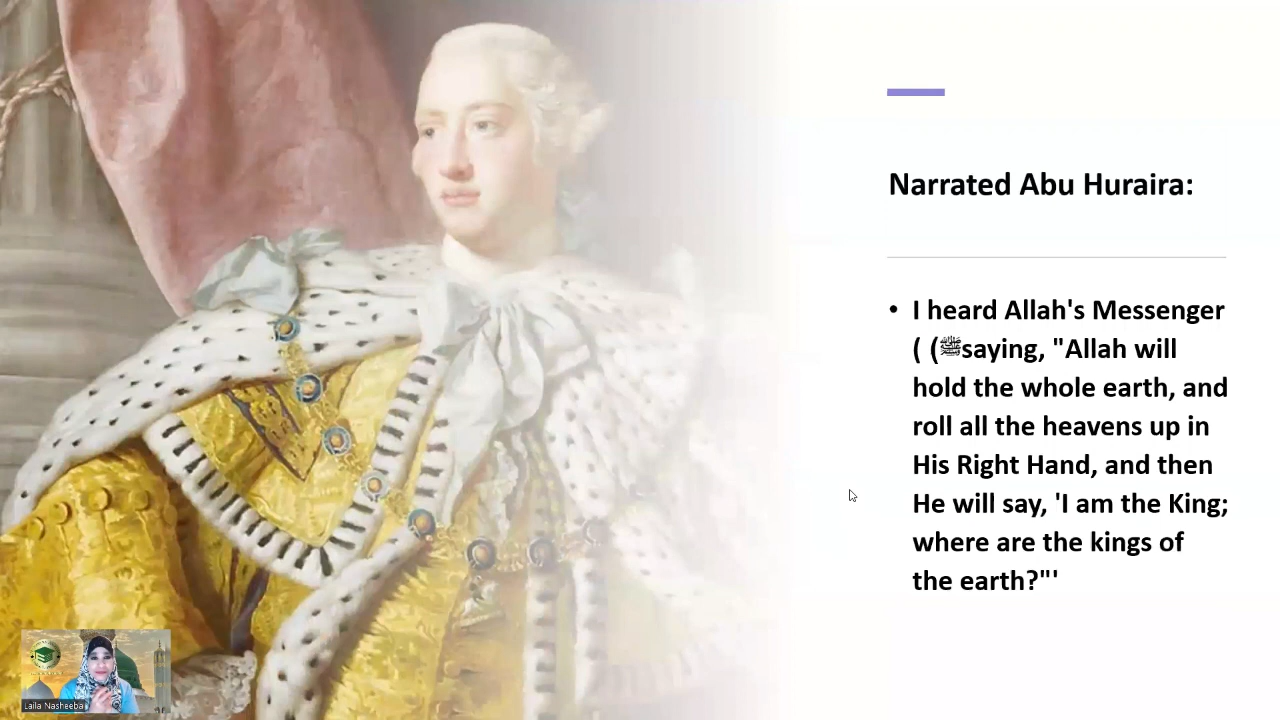 Narrated Abu Huraira:
• I heard Allah's Messenger
( (ﷺsaying, "Allah will
hold the whole earth, and
roll all the heavens up in
His Right Hand, and then
He will say, 'I am the King;
where are the kings of
the earth?"'
Laila Nasheeba